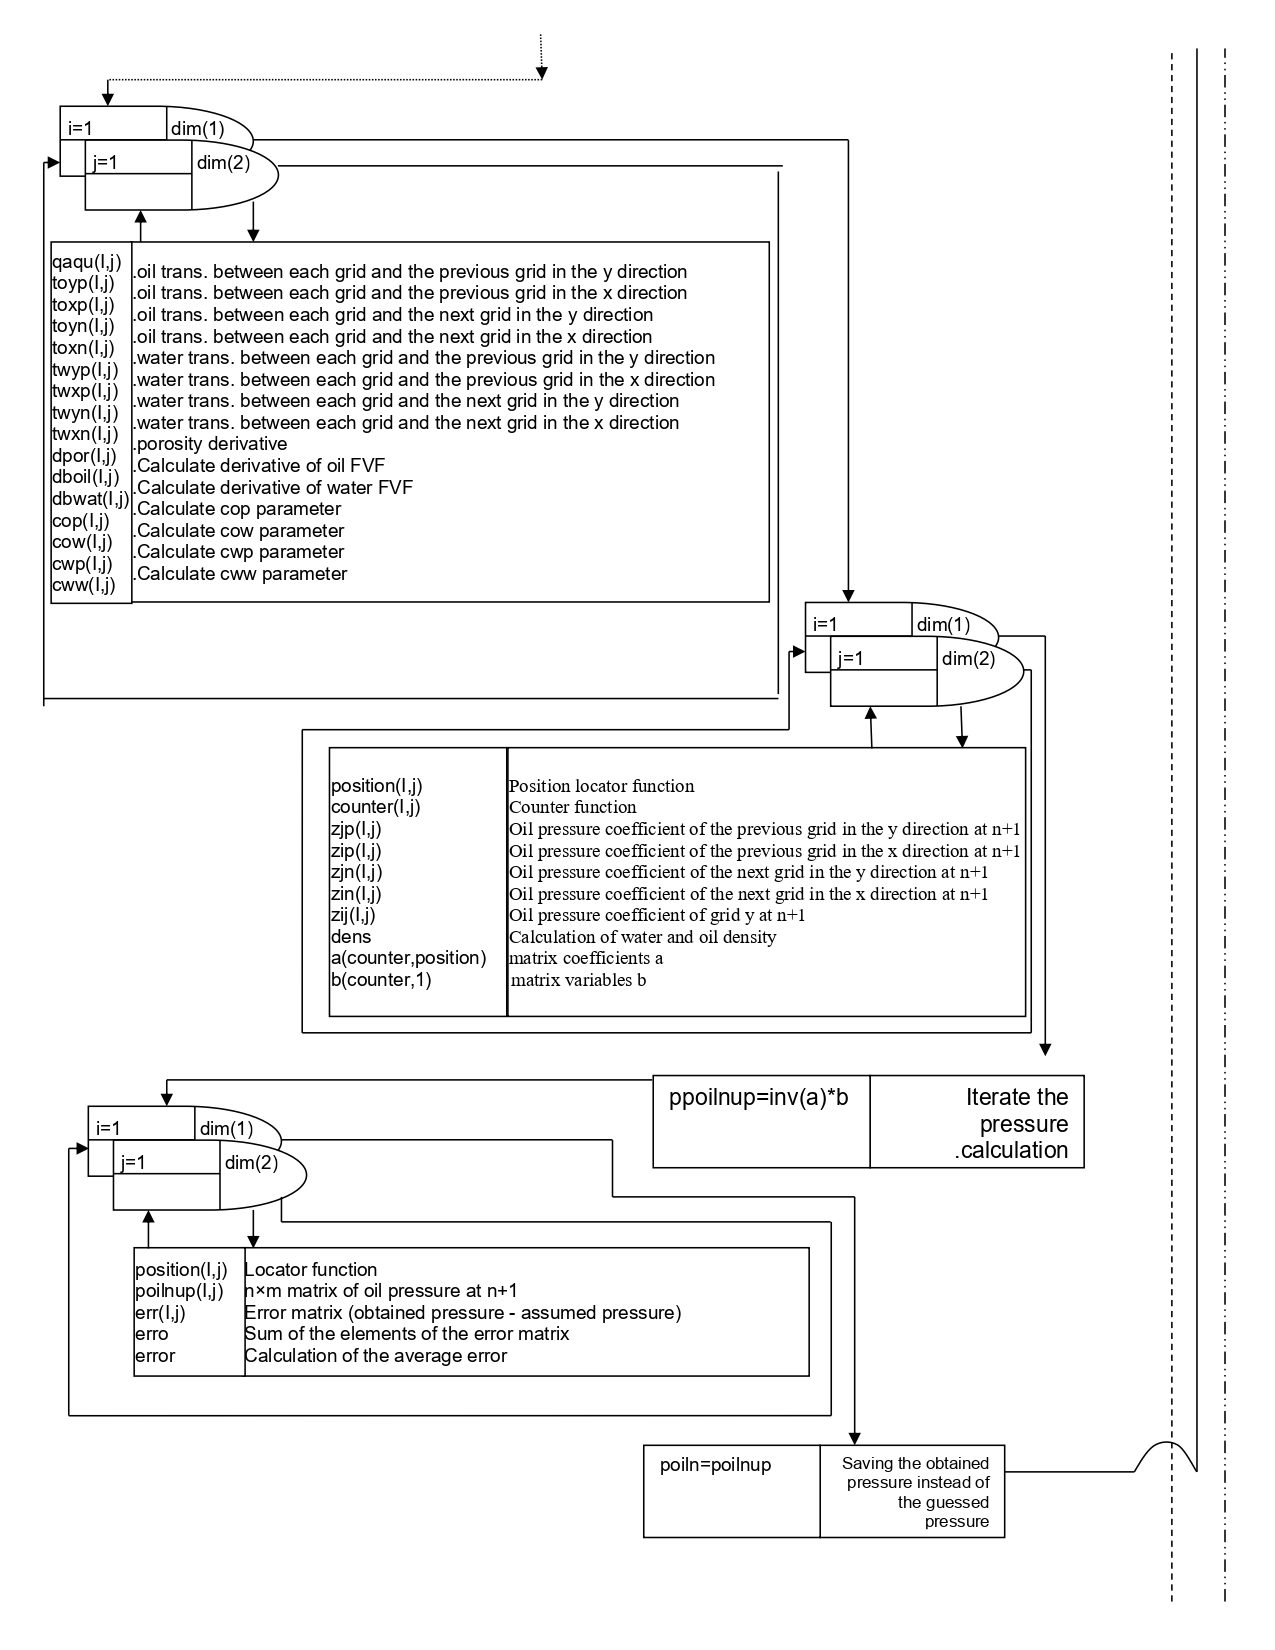 i=1
dim(1)
j=1
dim(2)
qaqu(I,j)
toyp(I,j)
toxp(I,j)
toyn(I,j)
toxn(I,j)
twyp(I,j)
twxp(I,j)
twyn(I,j)
twxn(I,j)
dpor(I,j)
dboil(I,j)
dbwat(I,j)
cop(I,j)
cow(I,j)
cwp(I,j)
cww(I,j)
.oil trans. between each grid and the previous grid in the y direction
.oil trans. between each grid and the previous grid in the x direction
.oil trans. between each grid and the next grid in the y direction
.oil trans. between each grid and the next grid in the x direction
.water trans. between each grid and the previous grid in the y direction
.water trans. between each grid and the previous grid in the x direction
.water trans. between each grid and the next grid in the y direction
.water trans. between each grid and the next grid in the x direction
.porosity derivative
.Calculate derivative of oil FVF
.Calculate derivative of water FVF
.Calculate cop parameter
.Calculate cow parameter
.Calculate cwp parameter
.Calculate cww parameter
i=1
dim(1)
j=1
dim(2)
position(I,j)
counter(I,j)
zjp(I,j)
zip(I,j)
zjn(I,j)
zin(I,j)
zij(I,j)
dens
a(counter,position)
b(counter,1)
Position locator function
Counter function
Oil pressure coefficient of the previous grid in the y direction at n+1
Oil pressure coefficient of the previous grid in the x direction at n+1
Oil pressure coefficient of the next grid in the y direction at n+1
Oil pressure coefficient of the next grid in the x direction at n+1
Oil pressure coefficient of grid y at n+1
Calculation of water and oil density
matrix coefficients a
matrix variables b
ppoilnup=inv(a)*b
Iterate the
pressure
.calculation
i=1
dim(1)
j=1
dim(2)
position(I,j)
poilnup(I,j)
err(I,j)
erro
error
Locator function
n×m matrix of oil pressure at n+1
Error matrix (obtained pressure - assumed pressure)
Sum of the elements of the error matrix
Calculation of the average error
poiln=poilnup
Saving the obtained
pressure instead of
the guessed
pressure